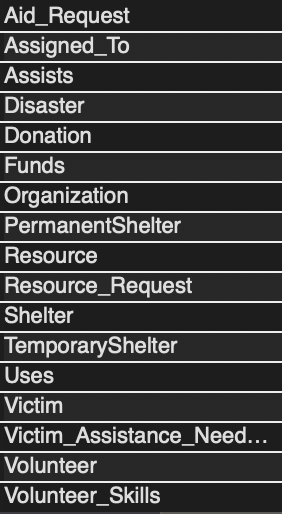 Aid_Request
Assigned_To
Assists
Disaster
Donation
Funds
Organization
PermanentShelter
Resource
Resource_Request
Shelter
TemporaryShelter
Uses
Victim
Victim_Assistance_Need...
Volunteer
Volunteer_Skills